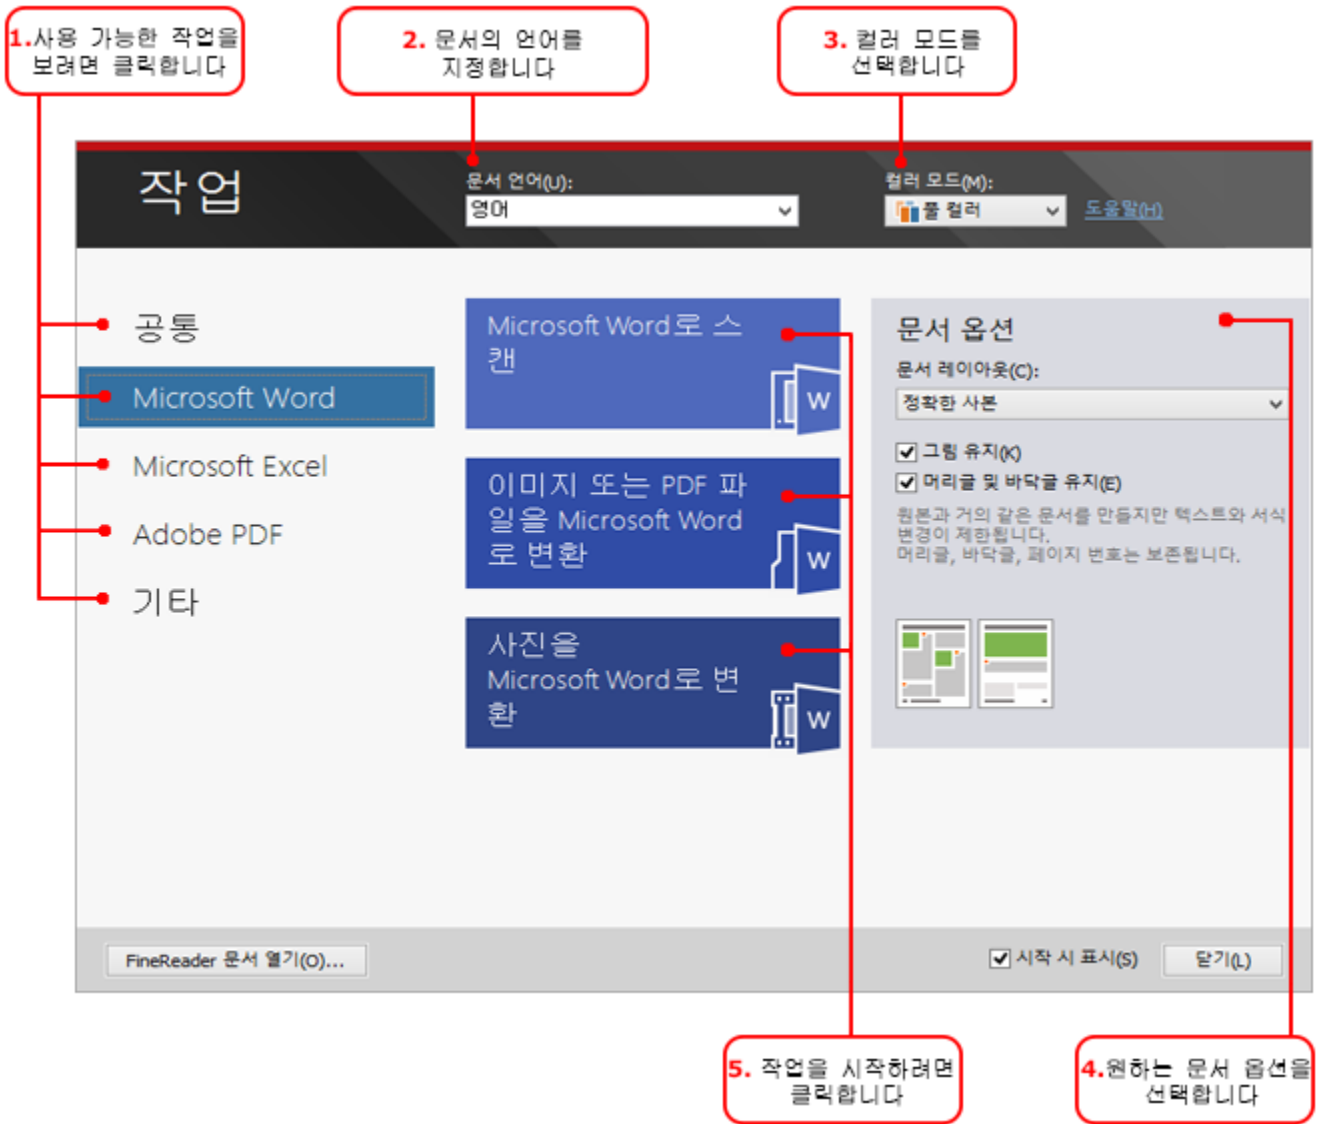 1.사용 가능한 작업을
보려면 클릭합니다
2. 문서의 언어를
지정합니다
3. 컬러 모드를
선택합니다
작업
문서 언어(U):
영어
컬러 모드(M):
풀 컬러
도움말(H)
공통
Microsoft Word
Microsoft Excel
Adobe PDF
기타
Microsoft Word로 스
캔
W
이미지 또는 PDF 파
일을 Microsoft Word
로 변환
W
사진을
Microsoft Word로 변
환
W
문서 옵션
문서 레이아웃(C):
정확한 사본
그림 유지(K)
머리글 및 바닥글 유지(E)
원본과 거의 같은 문서를 만들지만 텍스트와 서식
변경이 제한됩니다.
머리글, 바닥글, 페이지 번호는 보존됩니다.
FineReader 문서 열기(O)...
시작 시 표시(S)
닫기(L)
5. 작업을 시작하려면
클릭합니다
4.원하는 문서 옵션을
선택합니다